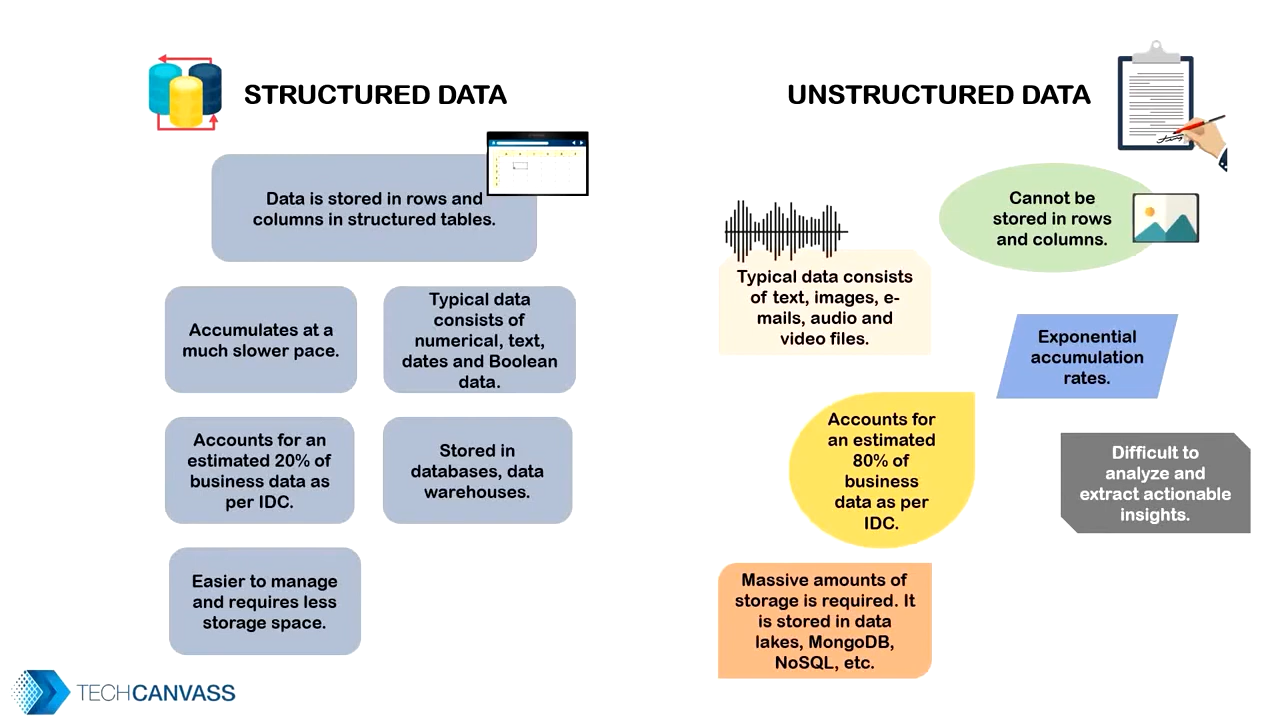 STRUCTURED DATA
Data is stored in rows and
columns in structured tables.
Accumulates at a
much slower pace.
Typical data
consists of
numerical, text,
dates and Boolean
data.
Accounts for an
estimated 20% of
business data as
per IDC.
Stored in
databases, data
warehouses.
Easier to manage
and requires less
storage space.
UNSTRUCTURED DATA
Cannot be
stored in rows
and columns.
Typical data consists
of text, images, e-
mails, audio and
video files.
Exponential
accumulation
rates.
Accounts for
an estimated
80% of
business
data as per
IDC.
Difficult to
analyze and
extract actionable
insights.
Massive amounts of
storage is required. It
is stored in data
lakes, MongoDB,
NoSQL, etc.
TECHCANVASS